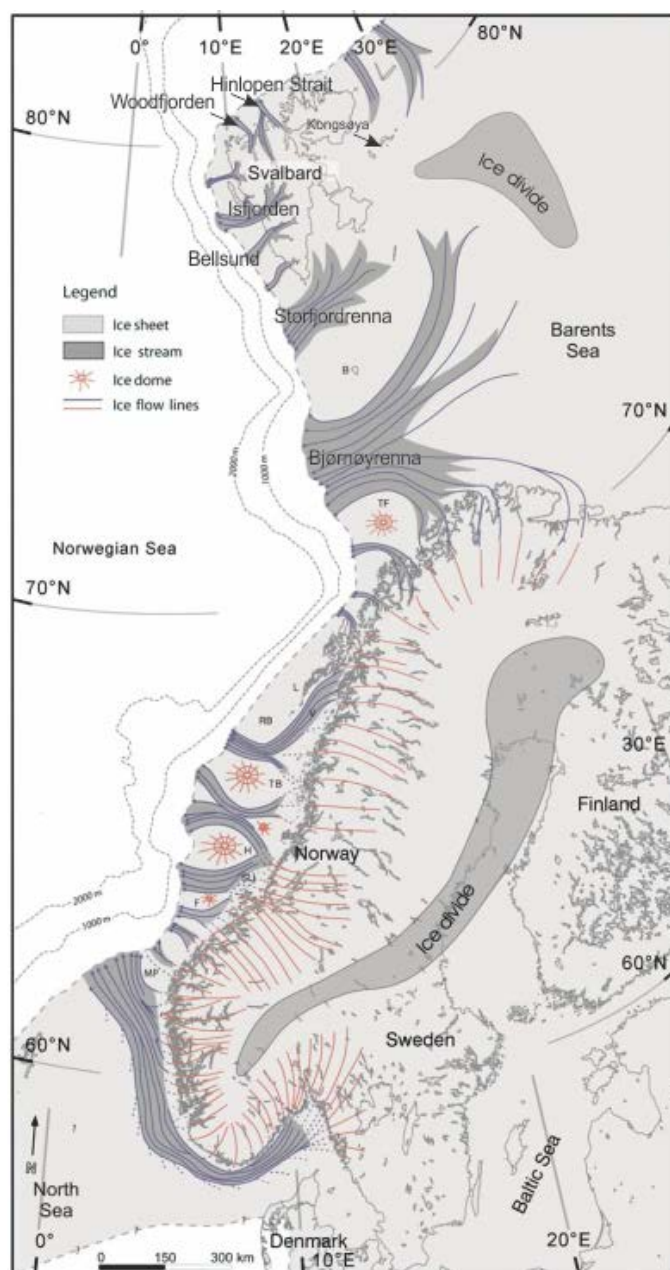 0°
10°E
20°E
30°E
80°N
80°N
Hinlopen Strait
Woodfjorden
Kongsøya
Svalbard
Isfjorden
Bellsund
Ice divide
Legend
Ice sheet
Ice stream
Ice dome
Ice flow lines
Storfjordrenna
Barents
Sea
70°N
Bjørnøyrenna
TF
2000 m
1000 m
Norwegian Sea
70°N
L
V
RB
30°E
TB
Finland
H
Norway
SU
F
2000 m
1000 m
Ice divide
MP
60°N
60°N
Sweden
?
N
North
Sea
Baltic Sea
Denmark
0°
10°E
20°E
0 150 300 km